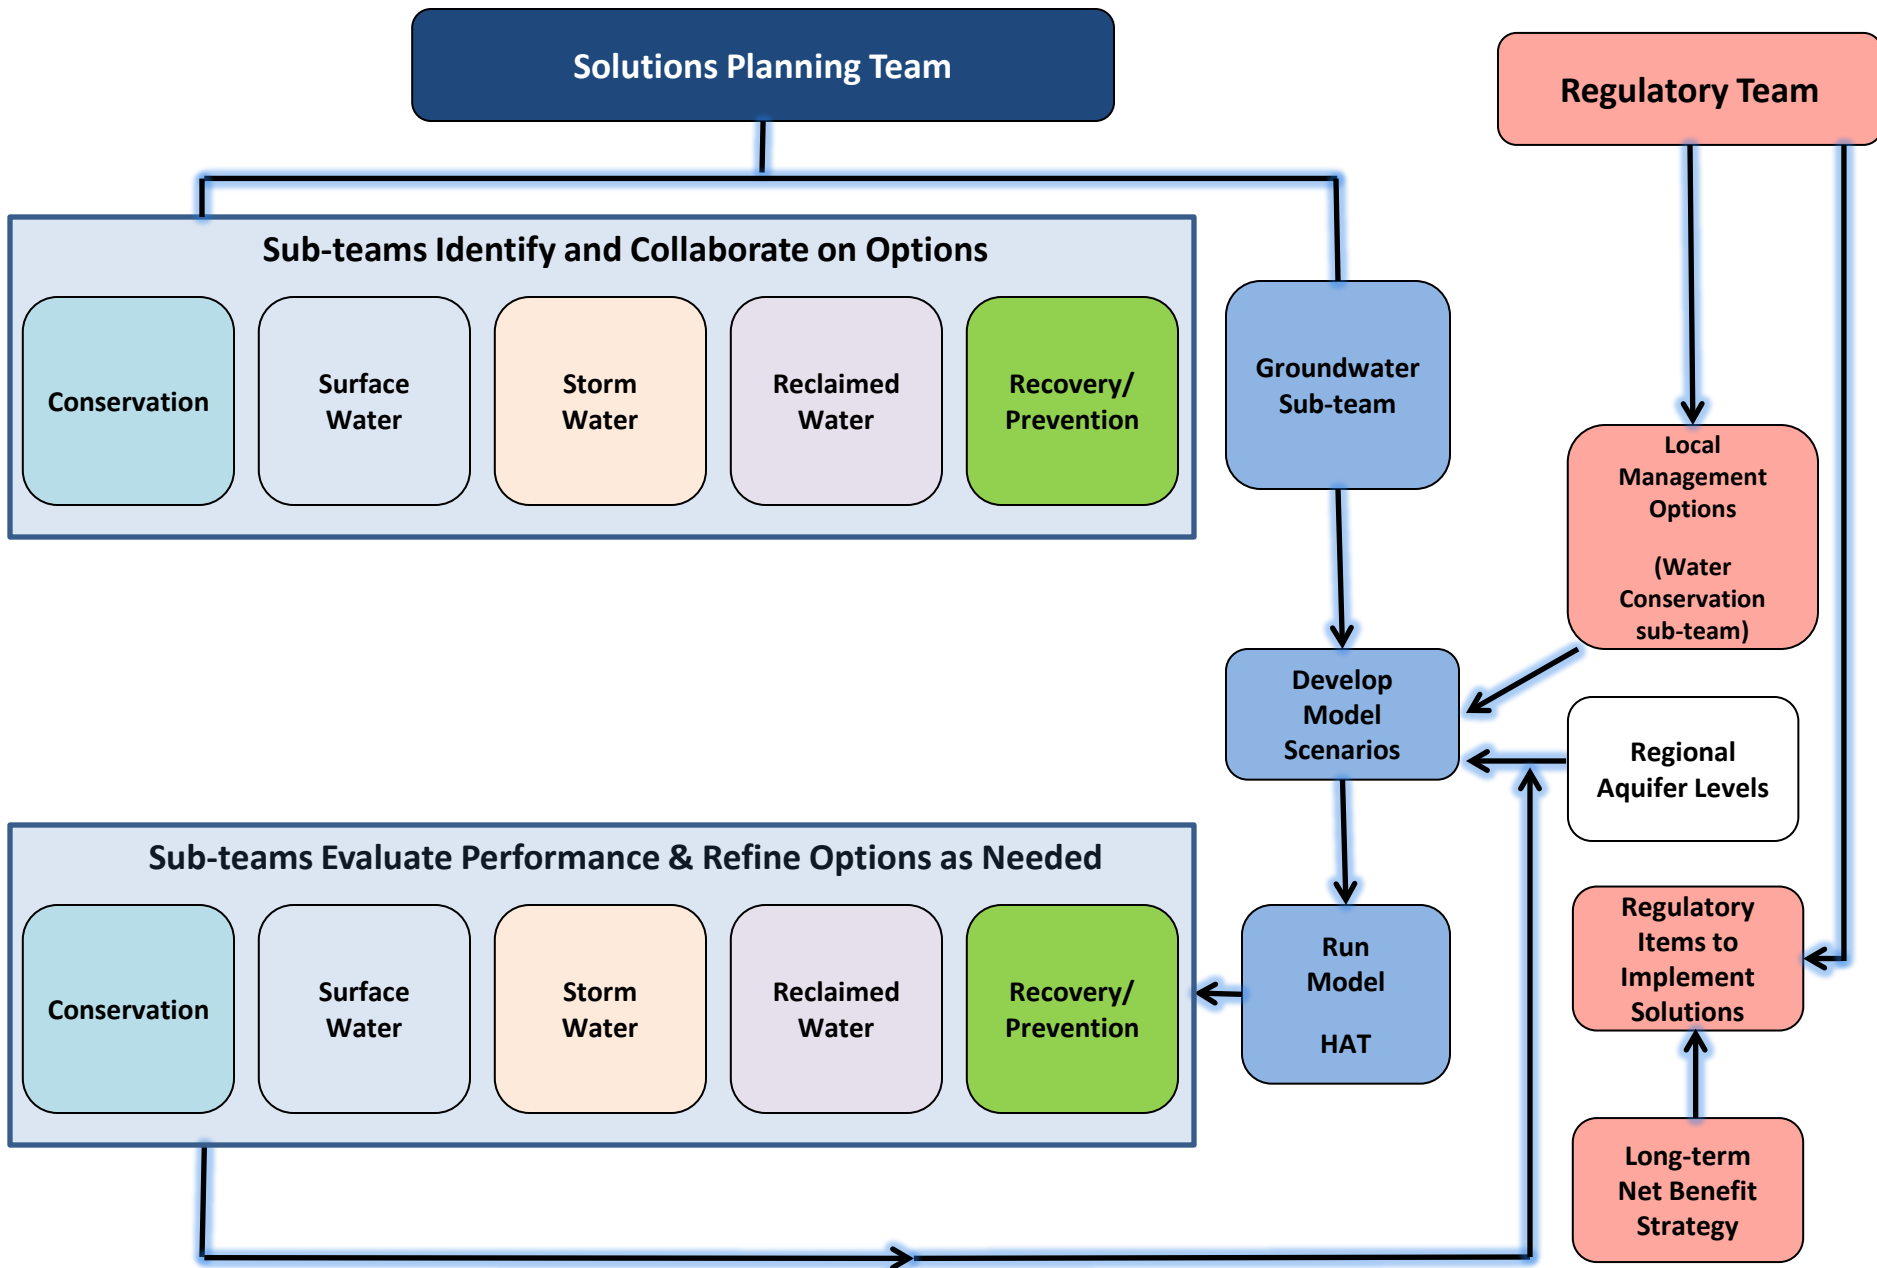 Solutions Planning Team
Regulatory Team
Sub-teams Identify and Collaborate on Options
Conservation
Surface
Water
Storm
Water
Reclaimed
Water
Recovery/
Prevention
Groundwater
Sub-team
Local
Management
Options
(Water
Conservation
sub-team)
Develop
Model
Scenarios
Regional
Aquifer Levels
Sub-teams Evaluate Performance & Refine Options as Needed
Conservation
Surface
Water
Storm
Water
Reclaimed
Water
Recovery/
Prevention
Run
Model
HAT
Regulatory
Items to
Implement
Solutions
Long-term
Net Benefit
Strategy